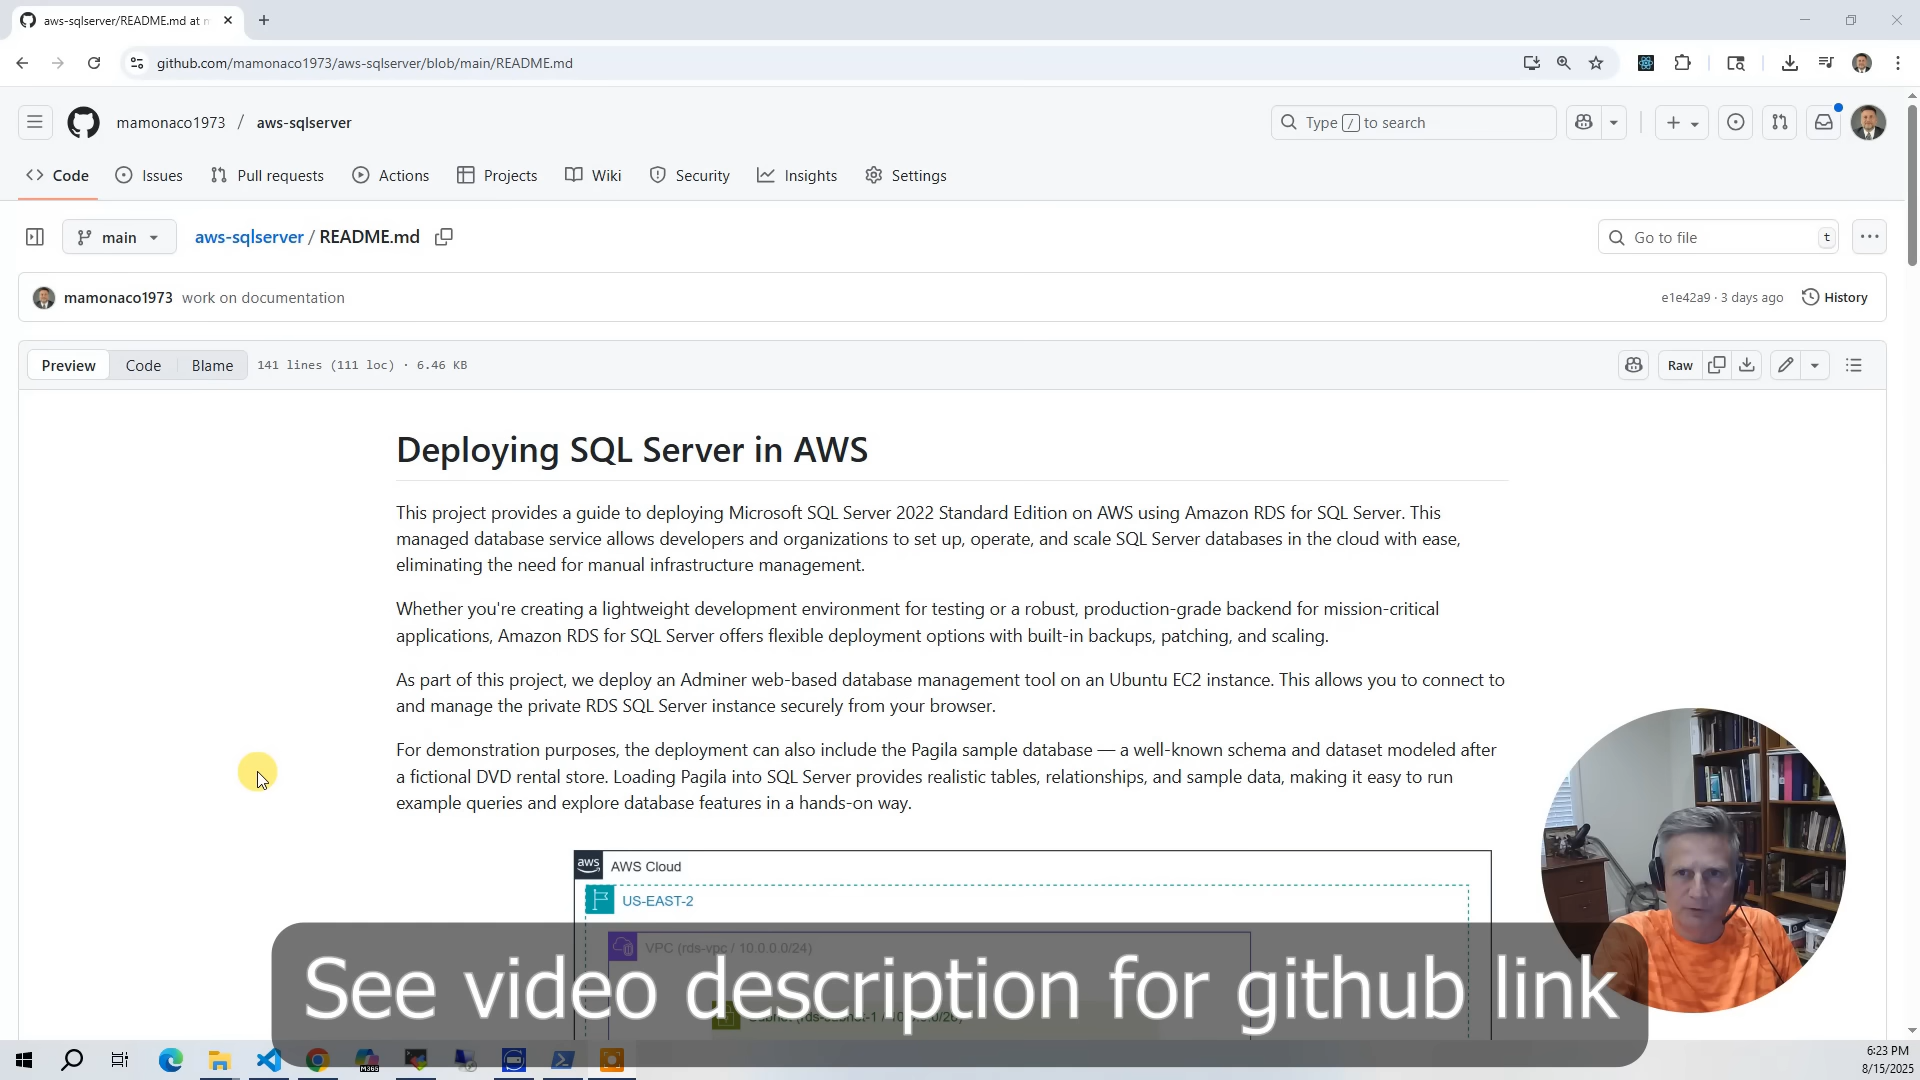 aws-sqlserver/README.md at m
github.com/mamonaco1973/aws-sqlserver/blob/main/README.md
mamonaco1973 / aws-sqlserver
Type / to search
Code Issues Pull requests Actions Projects Wiki Security Insights Settings
main aws-sqlserver / README.md
Go to file t
mamonaco1973 work on documentation
e1e42a9 · 3 days ago History
Preview Code Blame 141 lines (111 loc) · 6.46 KB
Raw
Deploying SQL Server in AWS
This project provides a guide to deploying Microsoft SQL Server 2022 Standard Edition on AWS using Amazon RDS for SQL Server. This
managed database service allows developers and organizations to set up, operate, and scale SQL Server databases in the cloud with ease,
eliminating the need for manual infrastructure management.
Whether you're creating a lightweight development environment for testing or a robust, production-grade backend for mission-critical
applications, Amazon RDS for SQL Server offers flexible deployment options with built-in backups, patching, and scaling.
As part of this project, we deploy an Adminer web-based database management tool on an Ubuntu EC2 instance. This allows you to connect to
and manage the private RDS SQL Server instance securely from your browser.
For demonstration purposes, the deployment can also include the Pagila sample database — a well-known schema and dataset modeled after
a fictional DVD rental store. Loading Pagila into SQL Server provides realistic tables, relationships, and sample data, making it easy to run
example queries and explore database features in a hands-on way.
aws AWS Cloud
US-EAST-2
VPC (rds-vpc / 10.0.0.0/24)
See video description for github link
M365
6:23 PM
8/15/2025